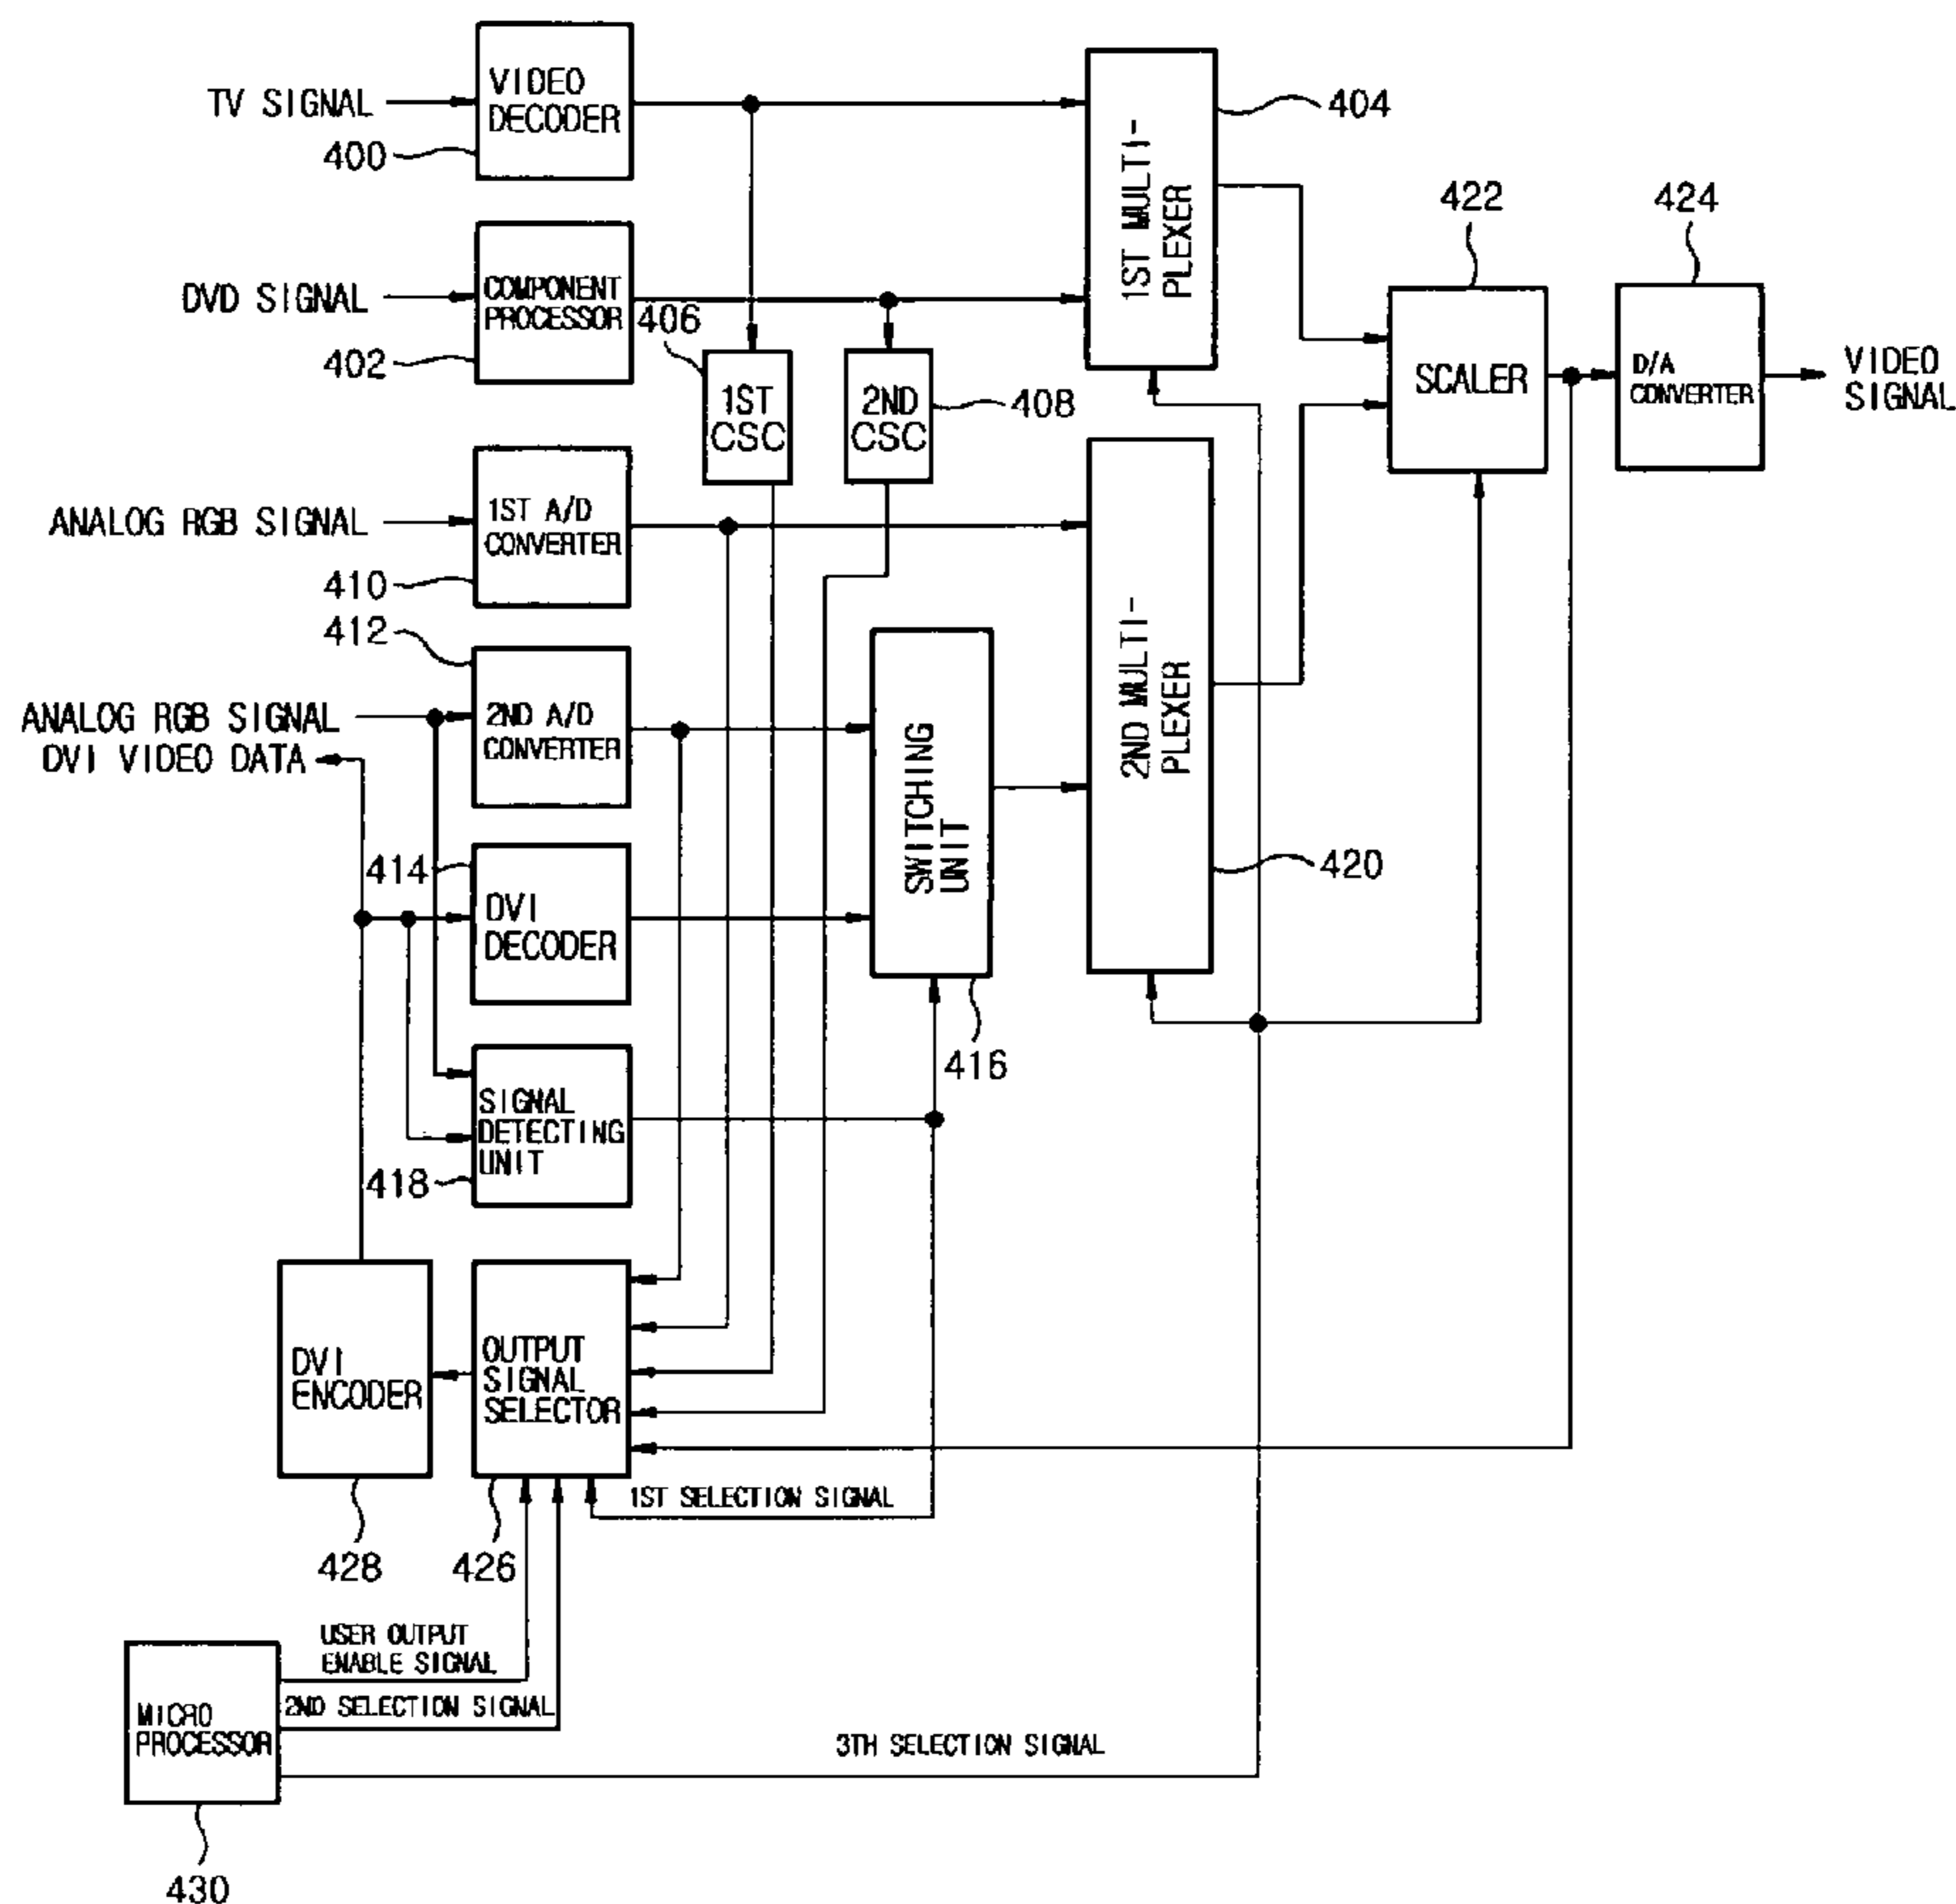 TV SIGNAL
VIDEO
DECODER
400
1ST MULTI-
PLEXER
404
DVD SIGNAL
COMPONENT
PROCESSOR
402
406
1ST
CSC
2ND
CSC
408
422
SCALER
424
D/A
CONVERTER
VIDEO
SIGNAL
ANALOG RGB SIGNAL
1ST A/D
CONVERTER
410
412
ANALOG RGB SIGNAL
DVI VIDEO DATA
2ND A/D
CONVERTER
SWITCHING
UNIT
416
2ND MULTI-
PLEXER
420
414
DVI
DECODER
SIGNAL
DETECTING
UNIT
418
DVI
ENCODER
428
OUTPUT
SIGNAL
SELECTOR
426
1ST SELECTION SIGNAL
USER OUTPUT
ENABLE SIGNAL
2ND SELECTION SIGNAL
3TH SELECTION SIGNAL
MICRO
PROCESSOR
430